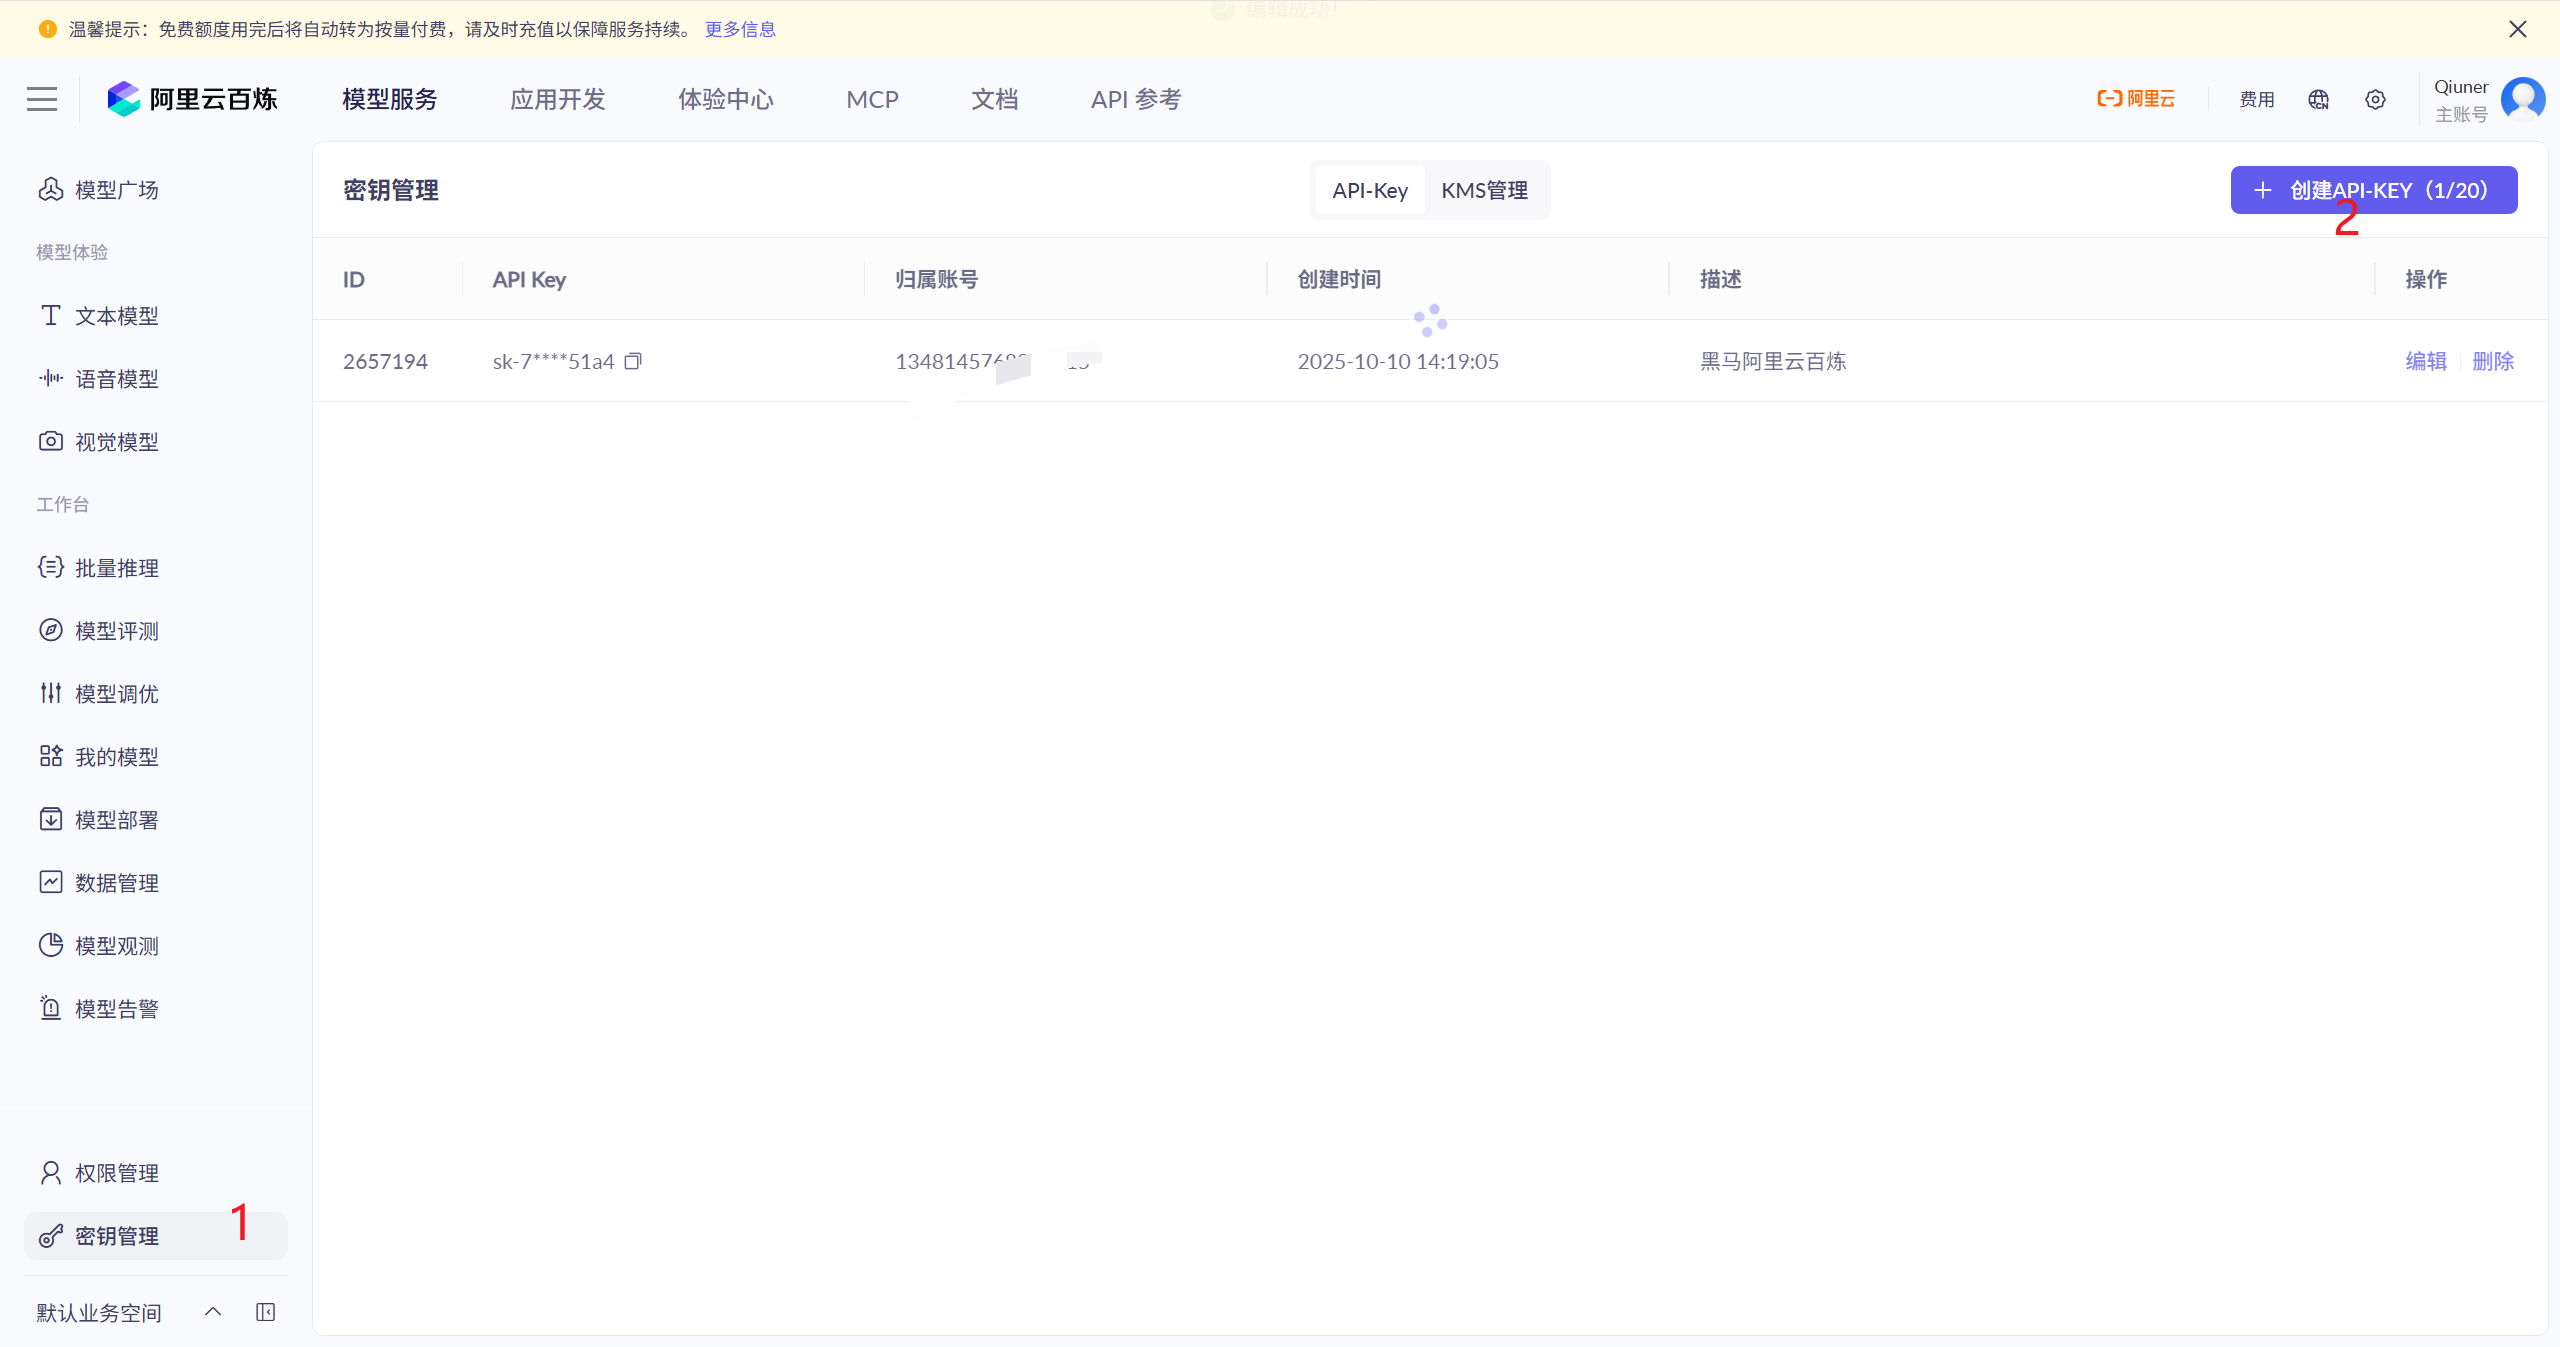 编辑成功!
温馨提示：免费额度用完后将自动转为按量付费，请及时充值以保障服务持续。 更多信息
阿里云百炼 模型服务 应用开发 体验中心 MCP 文档 API 参考 阿里云 费用 Qiuner
主账号
模型广场
模型体验
文本模型
语音模型
视觉模型
工作台
批量推理
模型评测
模型调优
我的模型
模型部署
数据管理
模型观测
模型告警
权限管理
密钥管理 1
默认业务空间
密钥管理 API-Key KMS管理 创建API-KEY（1/20）
2
ID API Key 归属账号 创建时间 描述 操作
2657194 sk-7****51a4 2025-10-10 14:19:05 黑马阿里云百炼 编辑 删除